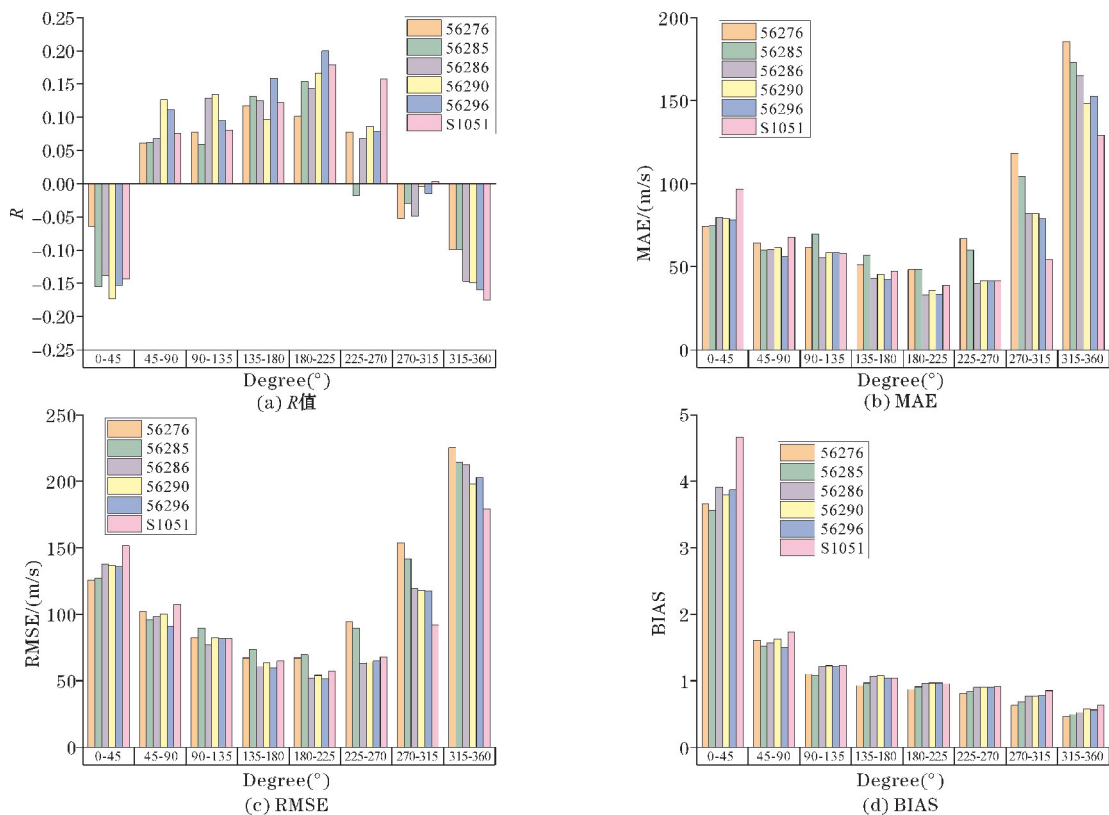 0.25
0.20
0.15
0.10
0.05
0.00
−0.05
−0.10
−0.15
−0.20
−0.25
R
56276
56285
56286
56290
56296
S1051
0-45 45-90 90-135 135-180 180-225 225-270 270-315 315-360
Degree(°)
(a) R值
200
150
100
50
0
MAE/(m/s)
56276
56285
56286
56290
56296
S1051
0-45 45-90 90-135 135-180 180-225 225-270 270-315 315-360
Degree(°)
(b) MAE
250
200
150
100
50
0
RMSE/(m/s)
56276
56285
56286
56290
56296
S1051
0-45 45-90 90-135 135-180 180-225 225-270 270-315 315-360
Degree(°)
(c) RMSE
5
4
3
2
1
0
BIAS
56276
56285
56286
56290
56296
S1051
0-45 45-90 90-135 135-180 180-225 225-270 270-315 315-360
Degree(°)
(d) BIAS